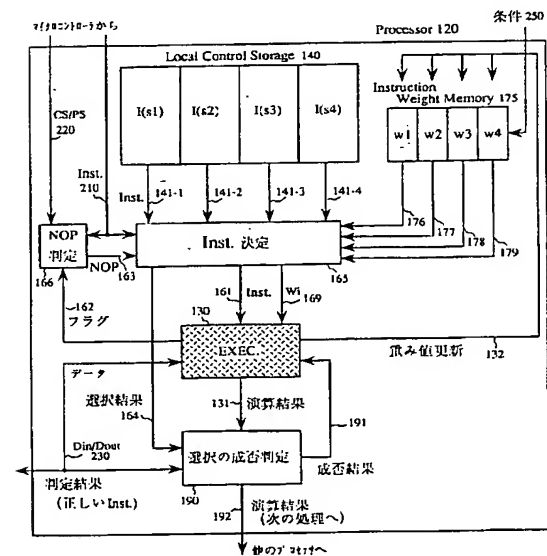 マイクロコントローラから
条件 250
Processor 120
Local Control Storage 140
Instruction
Weight Memory 175
I(s1) I(s2) I(s3) I(s4)
w1 w2 w3 w4
CS/PS
220
Inst.
210
Inst. 141-1 141-2 141-3 141-4
176
177
178
179
NOP
判定
166
NOP
163
Inst. 決定
165
162
フラグ
161 Inst. Wi 169
130
EXEC.
重み値更新
132
データ
選択結果
164
131 演算結果
191
Din/Dout
230
選択の成否判定
190
成否結果
判定結果
(正しい Inst.)
192
演算結果
(次の処理へ)
他のプロセッサへ